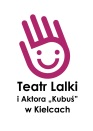 Teatr Lalki
i Aktora „Kubuś”
w Kielcach